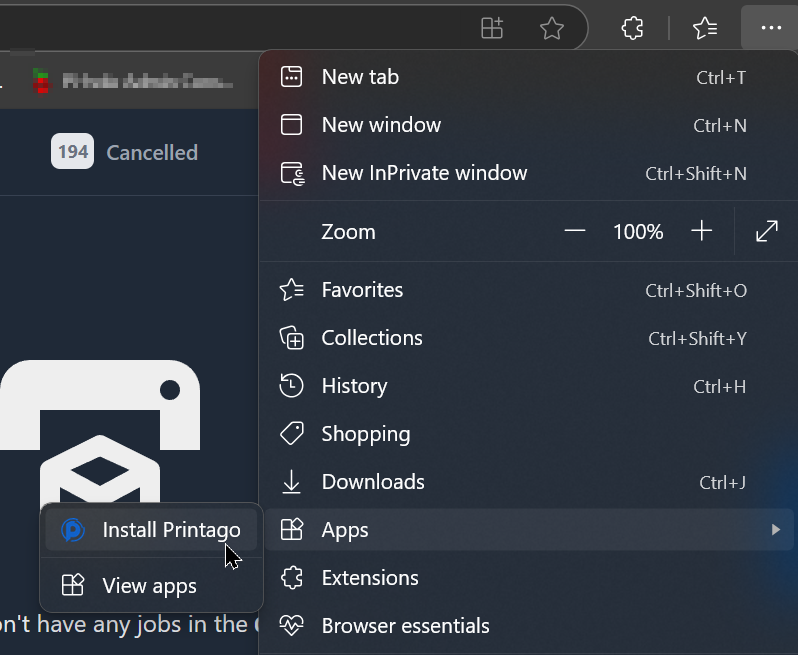 New tab Ctrl+T
New window Ctrl+N
194 Cancelled
New InPrivate window Ctrl+Shift+N
Zoom 100%
Favorites Ctrl+Shift+O
Collections Ctrl+Shift+Y
History Ctrl+H
Shopping
Downloads Ctrl+J
Install Printago
Apps
View apps
Extensions
n't have any jobs in the
Browser essentials